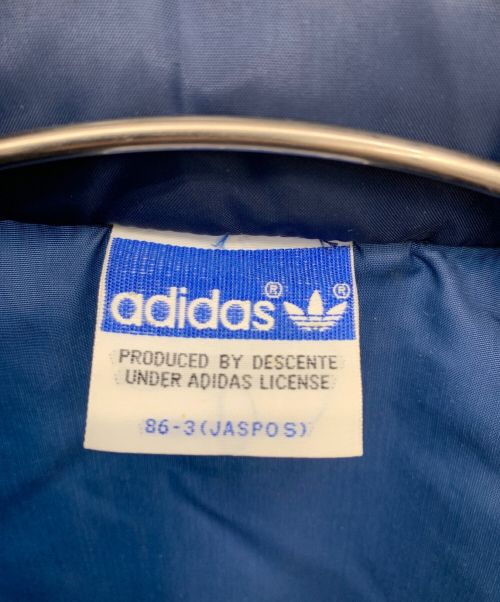 adidas® ®
PRODUCED BY DESCENTE
UNDER ADIDAS LICENSE
86-3(JASPOS)